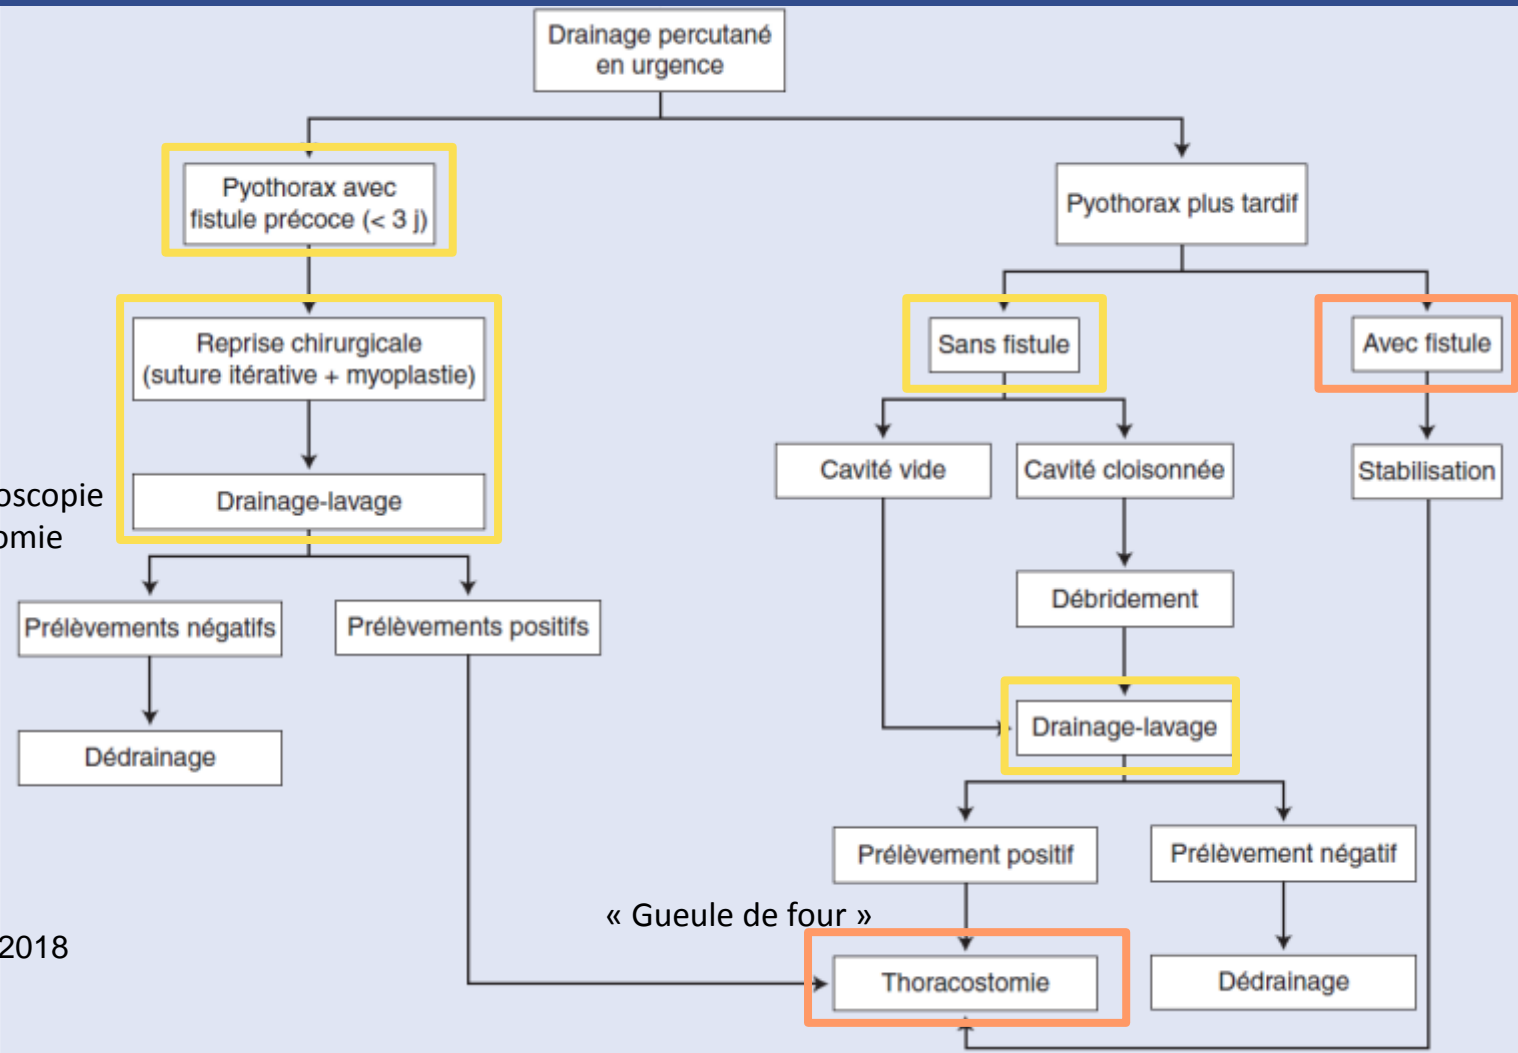 Drainage percutané
en urgence
Pyothorax avec
fistule précoce (< 3 j)
Pyothorax plus tardif
Reprise chirurgicale
(suture itérative + myoplastie)
Sans fistule
Avec fistule
Drainage-lavage
Cavité vide
Cavité cloisonnée
Stabilisation
oscopie
omie
Prélèvements négatifs
Prélèvements positifs
Débridement
Dédrainage
Drainage-lavage
Prélèvement positif
Prélèvement négatif
« Gueule de four »
2018
Thoracostomie
Dédrainage